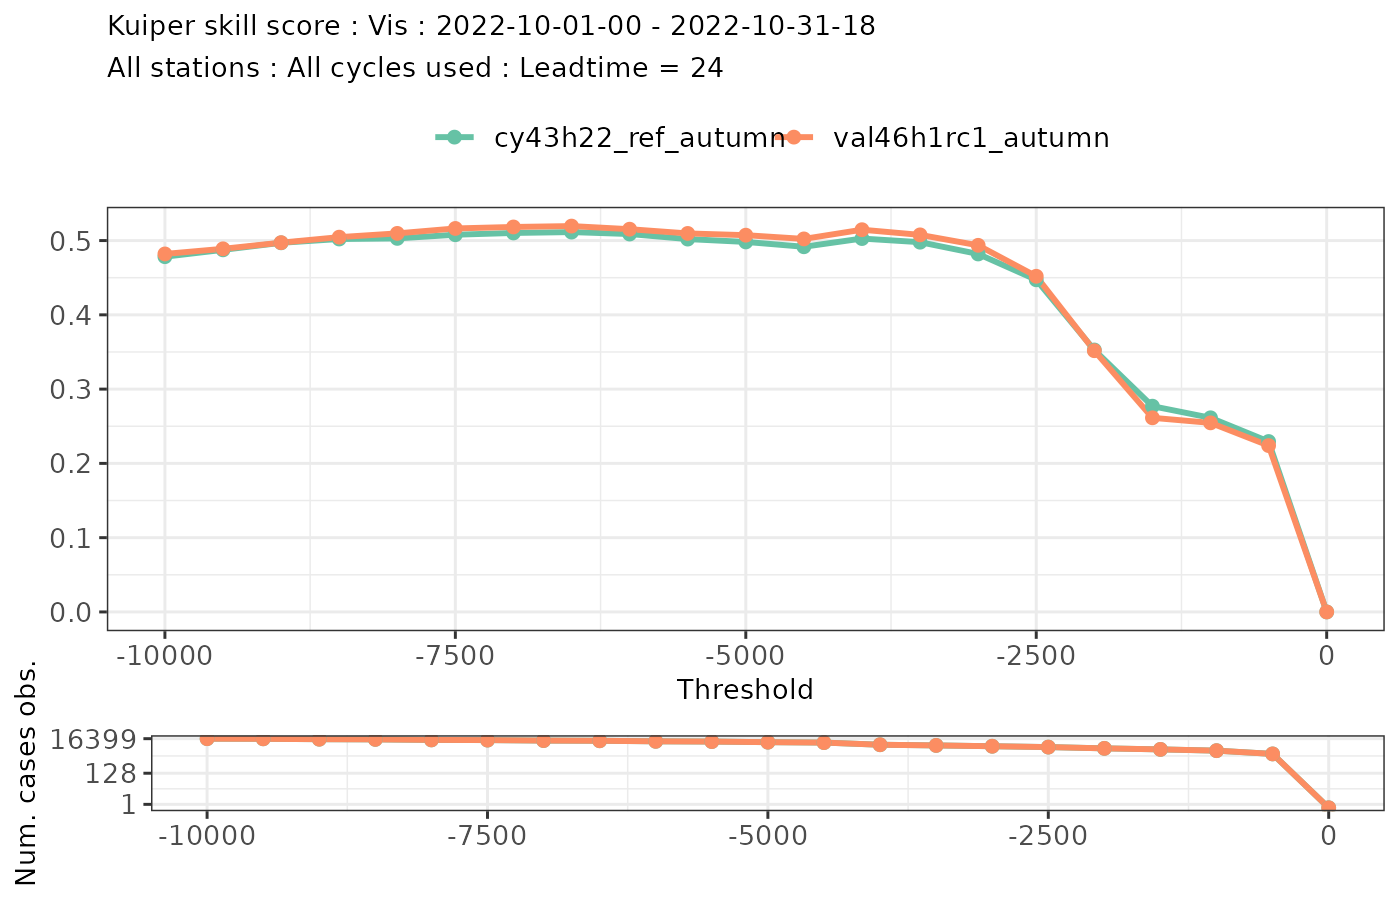 Kuiper skill score : Vis : 2022-10-01-00 - 2022-10-31-18
All stations : All cycles used : Leadtime = 24
cy43h22_ref_autumn val46h1rc1_autumn
0.5
0.4
0.3
0.2
0.1
0.0
-10000 -7500 -5000 -2500 0
Threshold
Num. cases obs.
16399
128
1
-10000 -7500 -5000 -2500 0